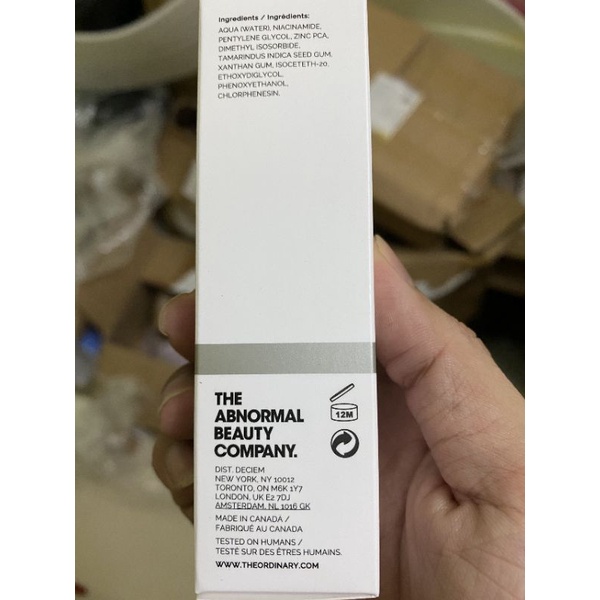 Ingredients / Ingrédients:
AQUA (WATER), NIACINAMIDE,
PENTYLENE GLYCOL, ZINC PCA,
DIMETHYL ISOSORBIDE,
TAMARINDUS INDICA SEED GUM,
XANTHAN GUM, ISOCETETH-20,
ETHOXYDIGLYCOL,
PHENOXYETHANOL,
CHLORPHENESIN.
THE
ABNORMAL
BEAUTY
COMPANY.
12M
DIST. DECIEM
NEW YORK, NY 10012
TORONTO, ON M6K 1Y7
LONDON, UK E2 7DJ
AMSTERDAM, NL 1016 GK
MADE IN CANADA /
FABRIQUÉ AU CANADA
TESTED ON HUMANS /
TESTÉ SUR DES ÊTRES HUMAINS.
WWW.THEORDINARY.COM